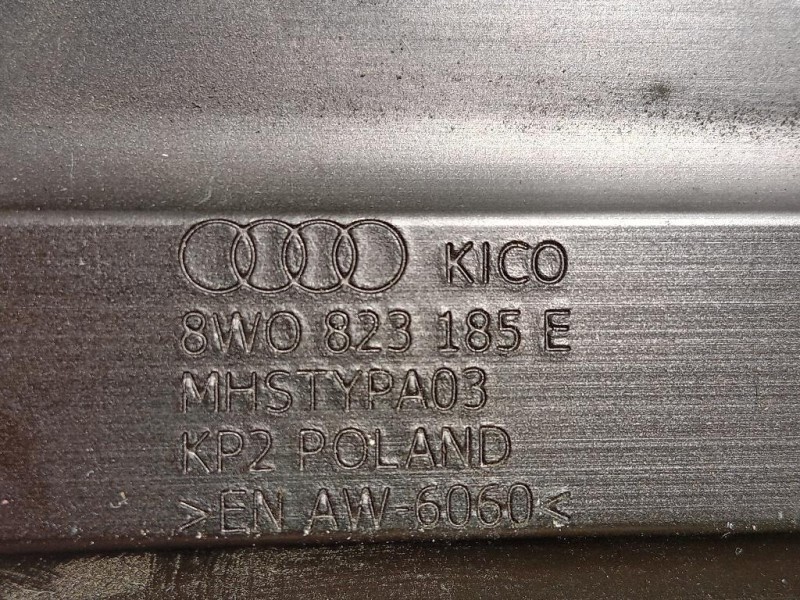 KICO
8W0 823 185 E
MHSTYPA03
KP2 POLAND
>EN AW-6060<